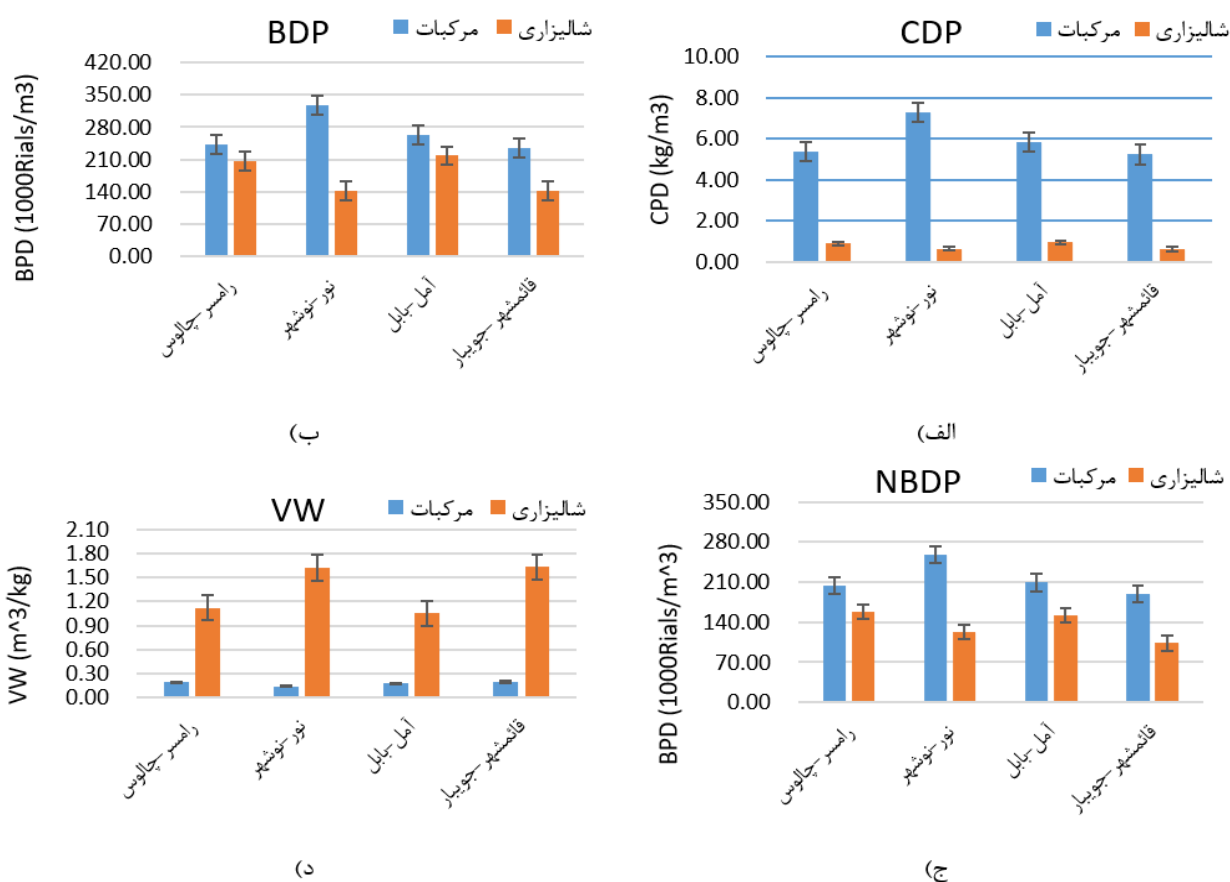 BDP
مرکبات شالیزاری
BPD (1000Rials/m3)
420.00
350.00
280.00
210.00
140.00
70.00
0.00
رامسر-چالوس
نور-نوشهر
آمل-بابل
قائمشهر-جویبار
ب)
CDP
مرکبات شالیزاری
CPD (kg/m3)
10.00
8.00
6.00
4.00
2.00
0.00
رامسر-چالوس
نور-نوشهر
آمل-بابل
قائمشهر-جویبار
الف)
VW
مرکبات شالیزاری
VW (m^3/kg)
2.10
1.80
1.50
1.20
0.90
0.60
0.30
0.00
رامسر-چالوس
نور-نوشهر
آمل-بابل
قائمشهر-جویبار
د)
NBDP
مرکبات شالیزاری
BPD (1000Rials/m^3)
350.00
280.00
210.00
140.00
70.00
0.00
رامسر-چالوس
نور-نوشهر
آمل-بابل
قائمشهر-جویبار
ج)